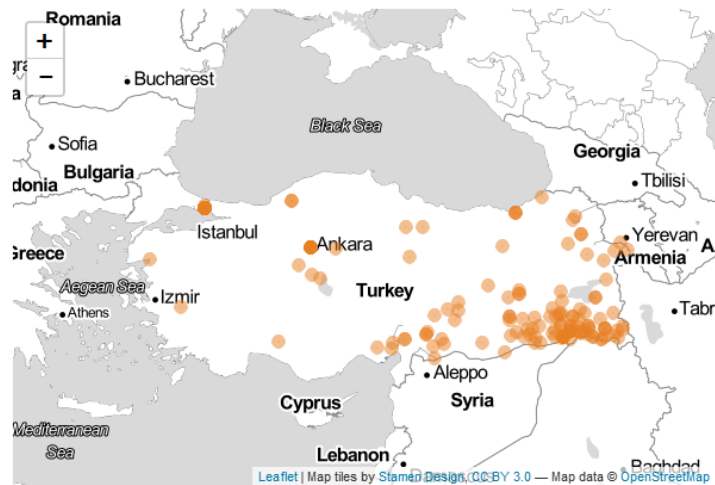 Romania
+
−
Bucharest
Black Sea
Sofia
Bulgaria
Georgia
donia
Tbilisi
Istanbul
Ankara
Yerevan
Greece
Armenia
A
Aegean Sea
Izmir
Turkey
Athens
Tabr
Aleppo
Cyprus
Syria
Mediterranean
Sea
Lebanon
Damascus
Baghdad
Leaflet | Map tiles by Stamen Design, CC BY 3.0 — Map data © OpenStreetMap